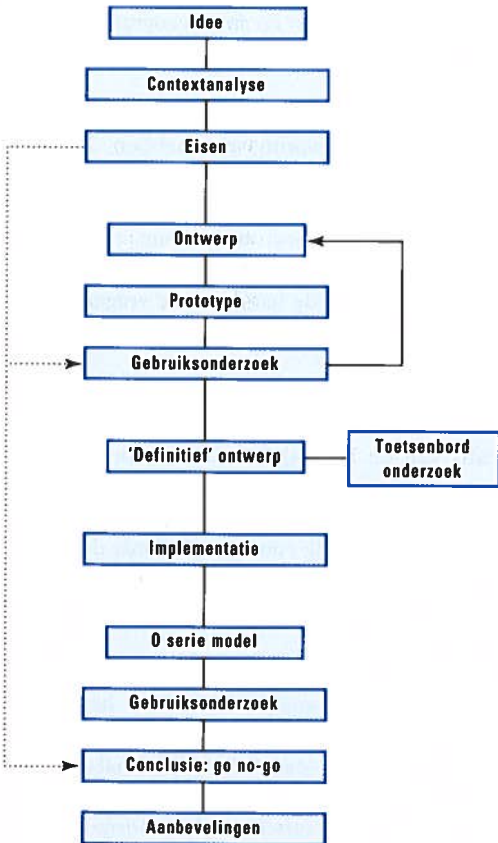 Idee
Contextanalyse
Eisen
Ontwerp
Prototype
Gebruiksonderzoek
'Definitief' ontwerp
Toetsenbord
onderzoek
Implementatie
0 serie model
Gebruiksonderzoek
Conclusie: go no-go
Aanbevelingen